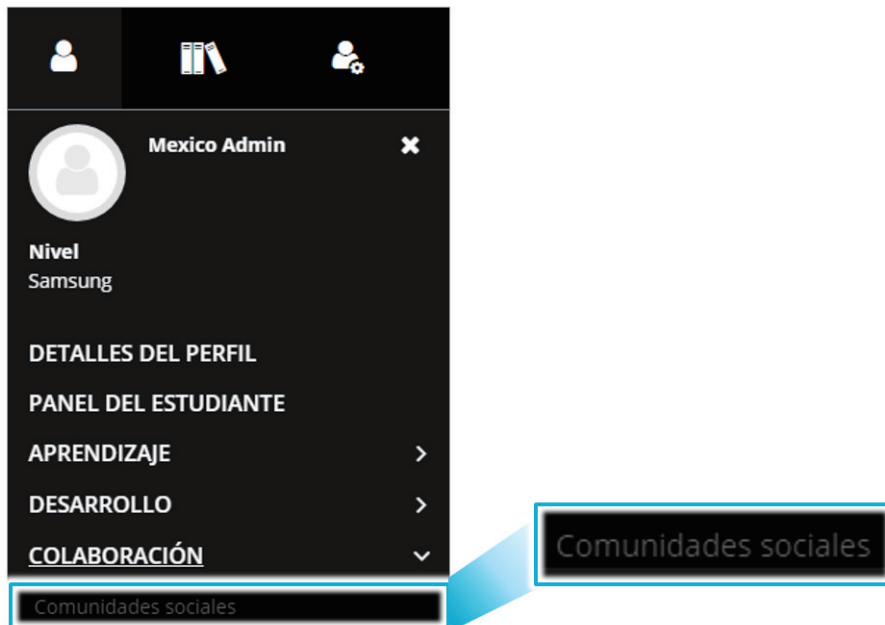 Mexico Admin
Nivel
Samsung
DETALLES DEL PERFIL
PANEL DEL ESTUDIANTE
APRENDIZAJE
DESARROLLO
COLABORACIÓN
Comunidades sociales
Comunidades sociales